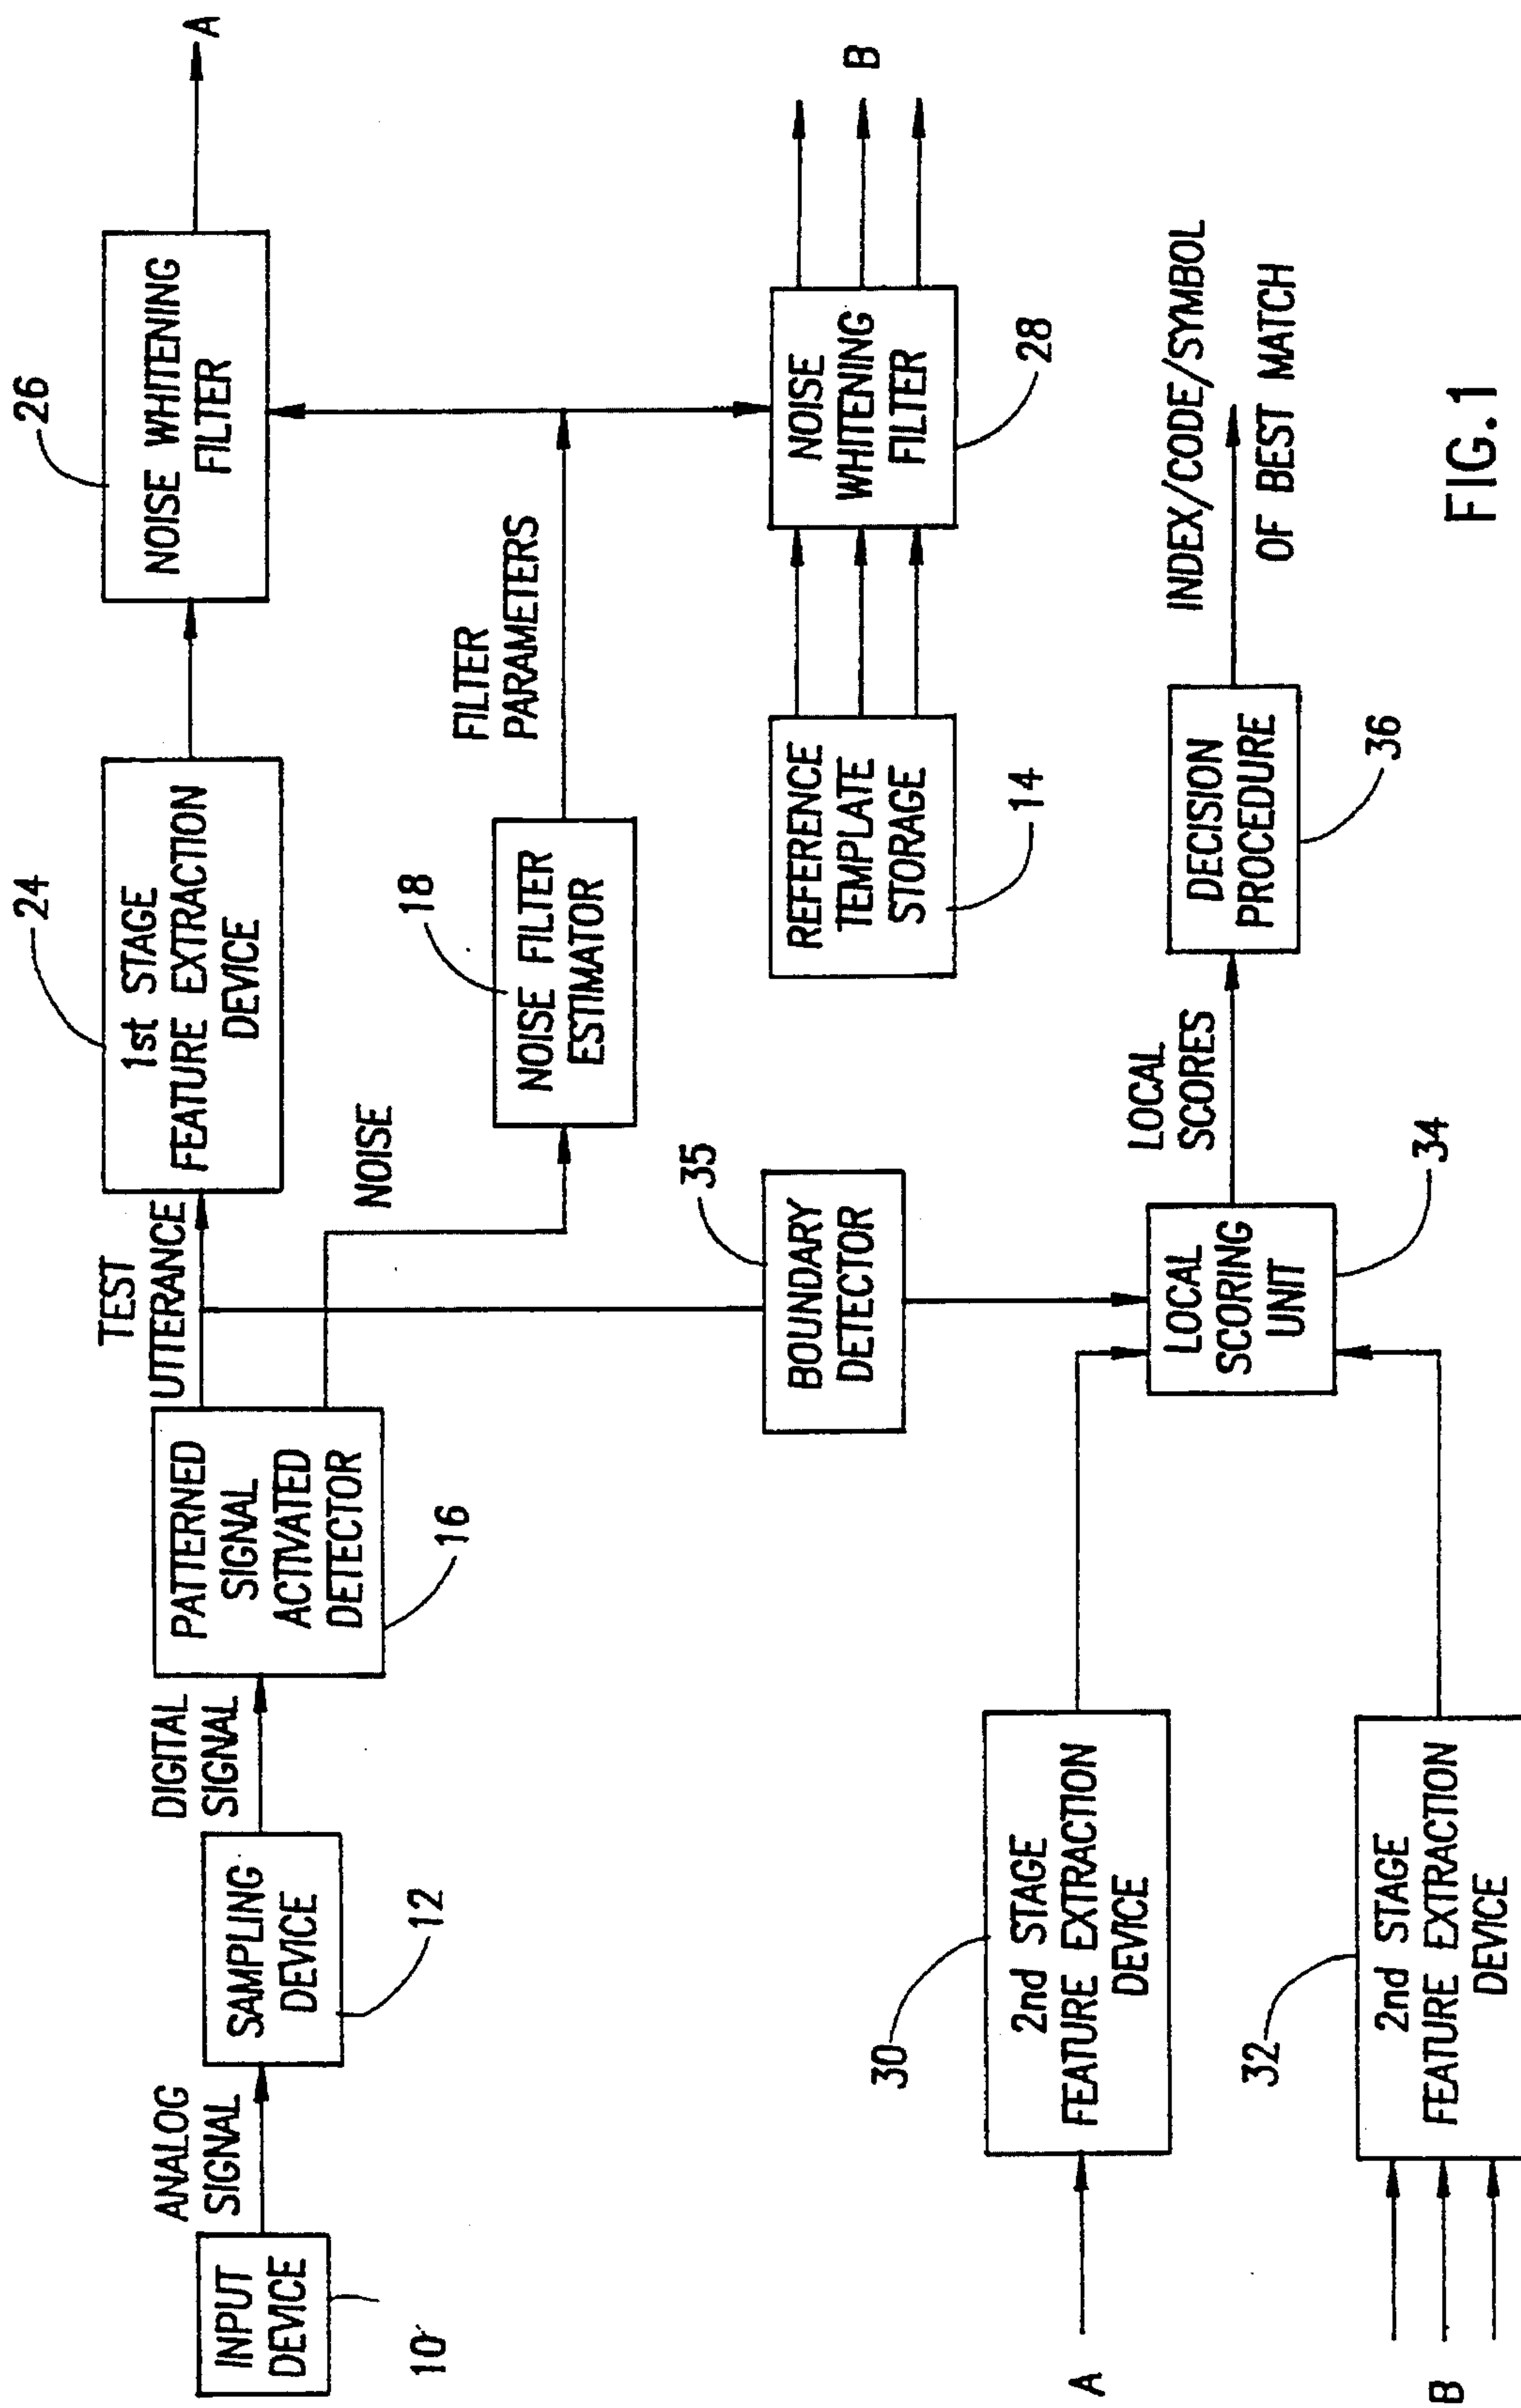 INPUT
DEVICE
10
ANALOG
SIGNAL
SAMPLING
DEVICE
12
DIGITAL
SIGNAL
PATTERNED
SIGNAL
ACTIVATED
DETECTOR
16
TEST
UTTERANCE
NOISE
24
1st STAGE
FEATURE EXTRACTION
DEVICE
26
NOISE WHITENING
FILTER
A
18
NOISE FILTER
ESTIMATOR
FILTER
PARAMETERS
REFERENCE
TEMPLATE
STORAGE
14
NOISE
WHITENING
FILTER
28
B
35
BOUNDARY
DETECTOR
A
30
2nd STAGE
FEATURE EXTRACTION
DEVICE
B
32
2nd STAGE
FEATURE EXTRACTION
DEVICE
LOCAL
SCORING
UNIT
34
LOCAL
SCORES
DECISION
PROCEDURE
36
INDEX/CODE/SYMBOL
OF BEST MATCH
FIG.1